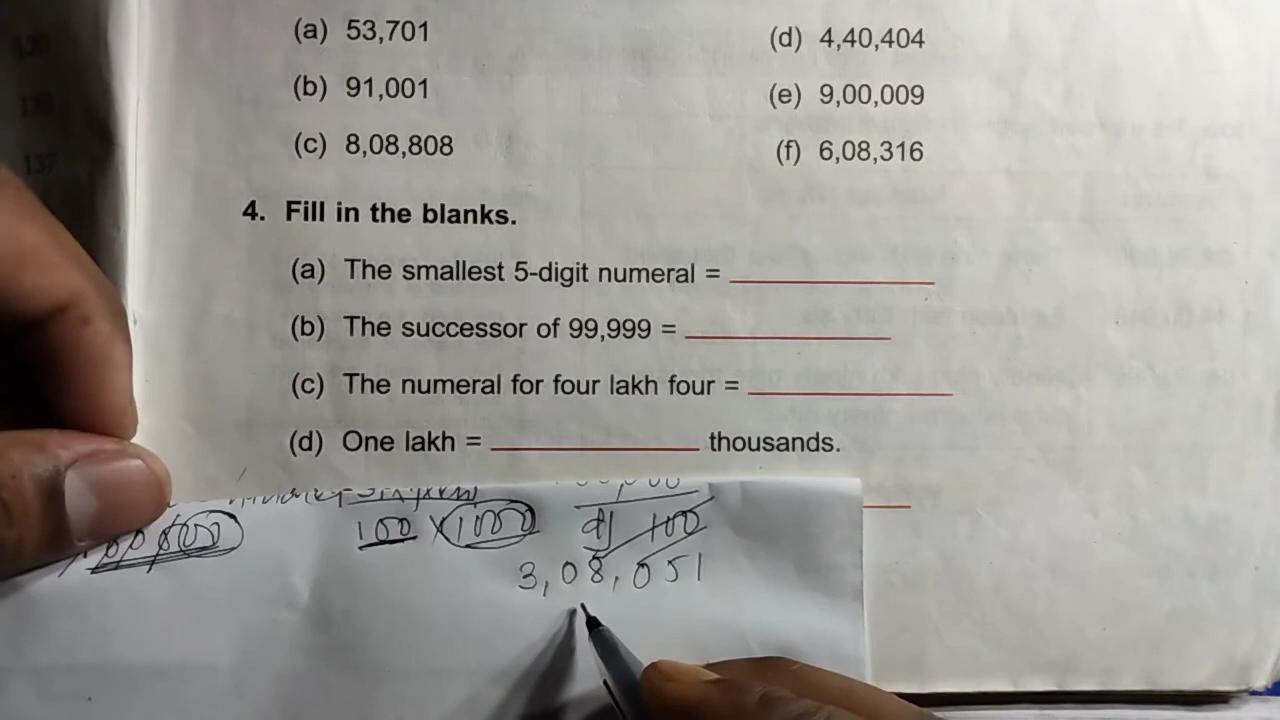 (a) 53,701
(d) 4,40,404
(b) 91,001
(e) 9,00,009
(c) 8,08,808
(f) 6,08,316
4. Fill in the blanks.
(a) The smallest 5-digit numeral =
(b) The successor of 99,999 =
(c) The numeral for four lakh four =
(d) One lakh = thousands.
100 × 1000
d) 100
3,08,051